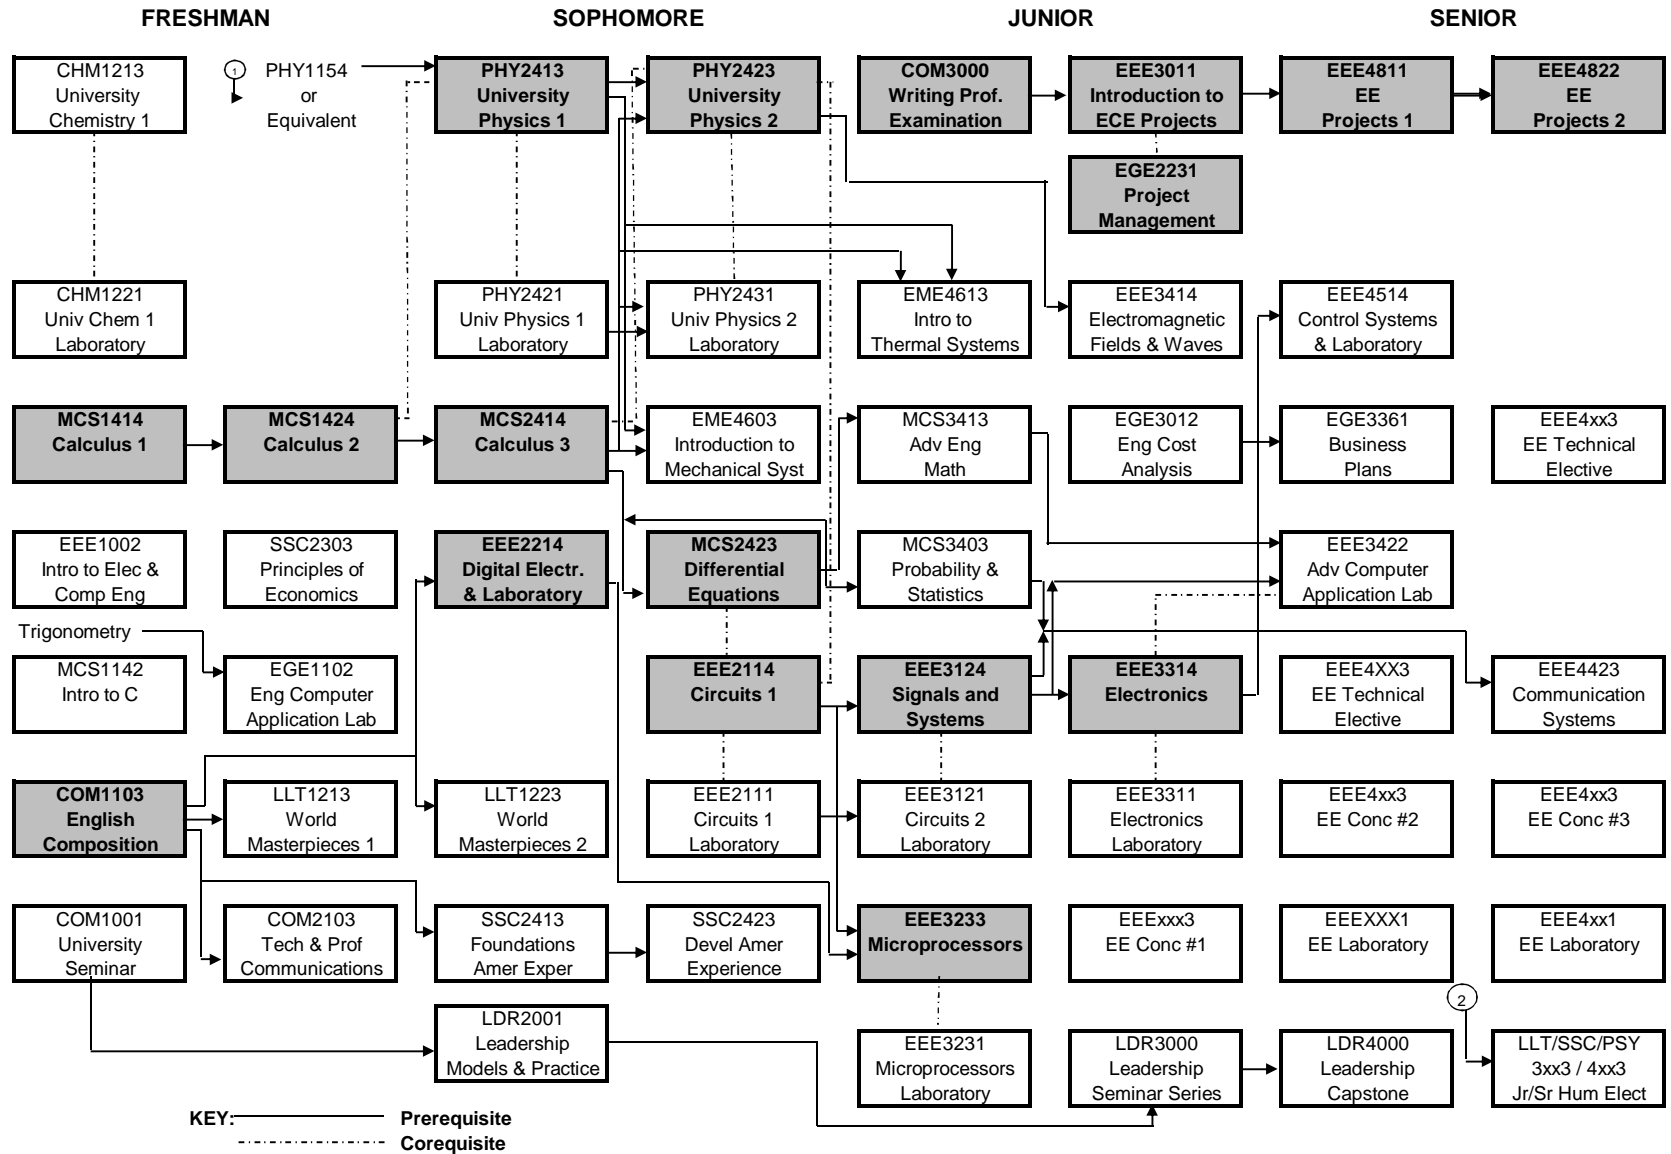 FRESHMAN
SOPHOMORE
JUNIOR
SENIOR
CHM1213
University
Chemistry 1
1
PHY1154
or
Equivalent
PHY2413
University
Physics 1
PHY2423
University
Physics 2
COM3000
Writing Prof.
Examination
EEE3011
Introduction to
ECE Projects
EEE4811
EE
Projects 1
EEE4822
EE
Projects 2
EGE2231
Project
Management
CHM1221
Univ Chem 1
Laboratory
PHY2421
Univ Physics 1
Laboratory
PHY2431
Univ Physics 2
Laboratory
EME4613
Intro to
Thermal Systems
EEE3414
Electromagnetic
Fields & Waves
EEE4514
Control Systems
& Laboratory
MCS1414
Calculus 1
MCS1424
Calculus 2
MCS2414
Calculus 3
EME4603
Introduction to
Mechanical Syst
MCS3413
Adv Eng
Math
EGE3012
Eng Cost
Analysis
EGE3361
Business
Plans
EEE4xx3
EE Technical
Elective
EEE1002
Intro to Elec &
Comp Eng
SSC2303
Principles of
Economics
EEE2214
Digital Electr.
& Laboratory
MCS2423
Differential
Equations
MCS3403
Probability &
Statistics
EEE3422
Adv Computer
Application Lab
Trigonometry
MCS1142
Intro to C
EGE1102
Eng Computer
Application Lab
EEE2114
Circuits 1
EEE3124
Signals and
Systems
EEE3314
Electronics
EEE4XX3
EE Technical
Elective
EEE4423
Communication
Systems
COM1103
English
Composition
LLT1213
World
Masterpieces 1
LLT1223
World
Masterpieces 2
EEE2111
Circuits 1
Laboratory
EEE3121
Circuits 2
Laboratory
EEE3311
Electronics
Laboratory
EEE4xx3
EE Conc #2
EEE4xx3
EE Conc #3
COM1001
University
Seminar
COM2103
Tech & Prof
Communications
SSC2413
Foundations
Amer Exper
SSC2423
Devel Amer
Experience
EEE3233
Microprocessors
EEExxx3
EE Conc #1
EEEXXX1
EE Laboratory
EEE4xx1
EE Laboratory
2
LDR2001
Leadership
Models & Practice
EEE3231
Microprocessors
Laboratory
LDR3000
Leadership
Seminar Series
LDR4000
Leadership
Capstone
LLT/SSC/PSY
3xx3 / 4xx3
Jr/Sr Hum Elect
KEY: Prerequisite
Corequisite